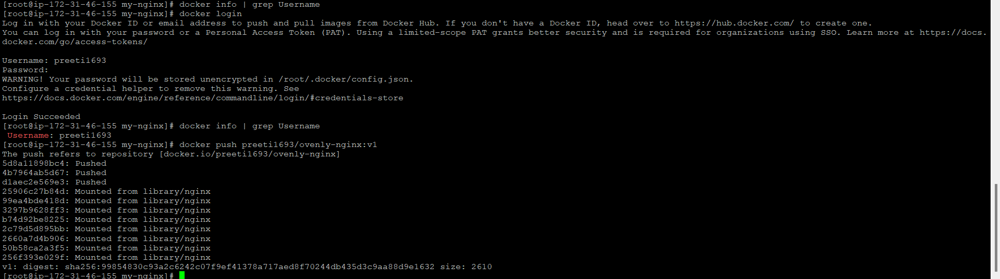 [root@ip-172-31-46-155 my-nginx]# docker info | grep Username
[root@ip-172-31-46-155 my-nginx]# docker login
Log in with your Docker ID or email address to push and pull images from Docker Hub. If you don't have a Docker ID, head over to https://hub.docker.com/ to create one.
You can log in with your password or a Personal Access Token (PAT). Using a limited-scope PAT grants better security and is required for organizations using SSO. Learn more at https://docs.
docker.com/go/access-tokens/

Username: preeti1693
Password:
WARNING! Your password will be stored unencrypted in /root/.docker/config.json.
Configure a credential helper to remove this warning. See
https://docs.docker.com/engine/reference/commandline/login/#credentials-store

Login Succeeded
[root@ip-172-31-46-155 my-nginx]# docker info | grep Username
 Username: preeti1693
[root@ip-172-31-46-155 my-nginx]# docker push preeti1693/ovenly-nginx:v1
The push refers to repository [docker.io/preeti1693/ovenly-nginx]
5d8a11898bc4: Pushed
4b7964ab5d67: Pushed
d1aec2e569e3: Pushed
25906c27b84d: Mounted from library/nginx
99ea4bde418d: Mounted from library/nginx
3297b9628ff3: Mounted from library/nginx
b74d92be8225: Mounted from library/nginx
2c79d5d895bb: Mounted from library/nginx
2660a7d4b906: Mounted from library/nginx
50b58ca2a3f5: Mounted from library/nginx
256f393e029f: Mounted from library/nginx
v1: digest: sha256:99854830c93a2c6242c07f9ef41378a717aed8f70244db435d3c9aa88d9e1632 size: 2610
[root@ip-172-31-46-155 my-nginx]#